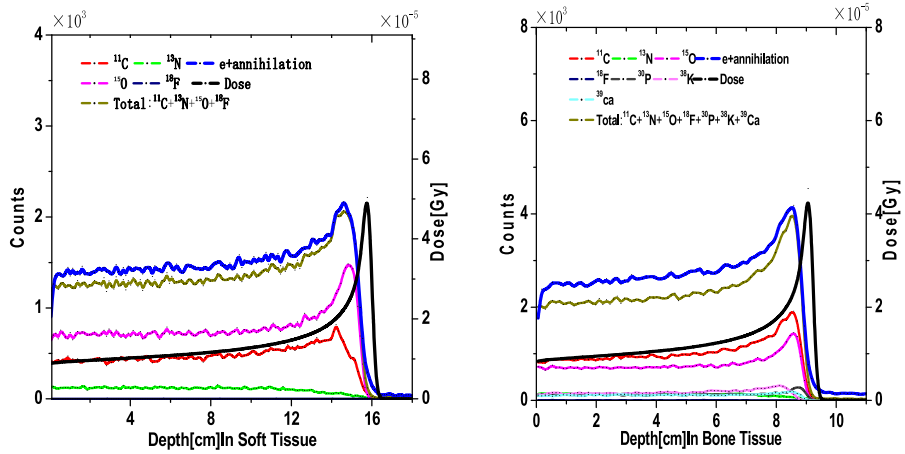 ×10³ ×10⁻⁵
4
3
2
1
0
Counts
¹¹C ¹³N e+annihilation
¹⁵O ¹⁸F Dose
Total:¹¹C+¹³N+¹⁵O+¹⁸F
8
6
5
4
2
1
0
Dose[Gy]
4 8 12 16
Depth[cm]In Soft Tissue
×10³ ×10⁻⁵
8
6
4
2
0
Counts
¹¹C ¹³N ¹⁵O e+annihilation
¹⁸F ³⁰P ³⁸K Dose
³⁹ca
Total:¹¹C+¹³N+¹⁵O+¹⁸F+³⁰P+³⁸K+³⁹Ca
8
6
4
2
0
Dose[Gy]
0 2 4 6 8 10
Depth[cm]In Bone Tissue